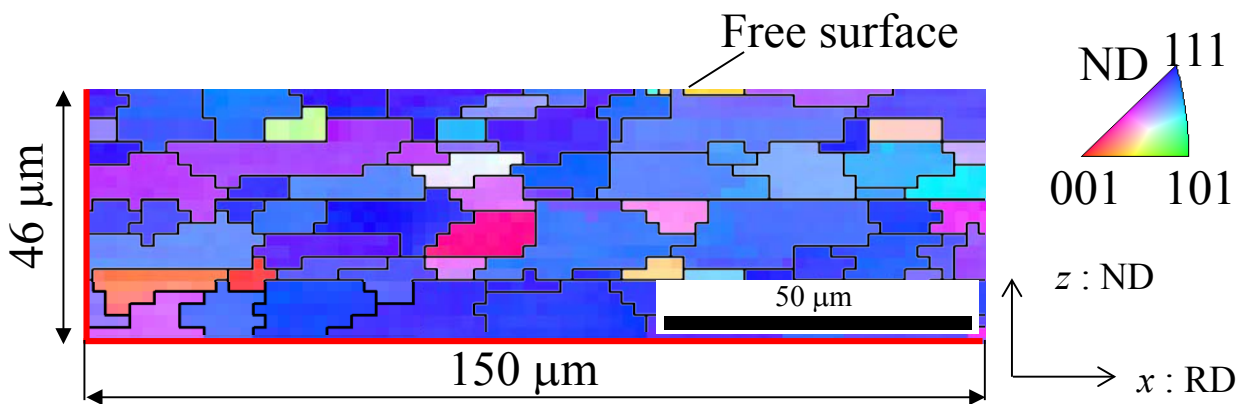 Free surface
ND 111
001 101
46 μm
50 μm
z : ND
150 μm
x : RD